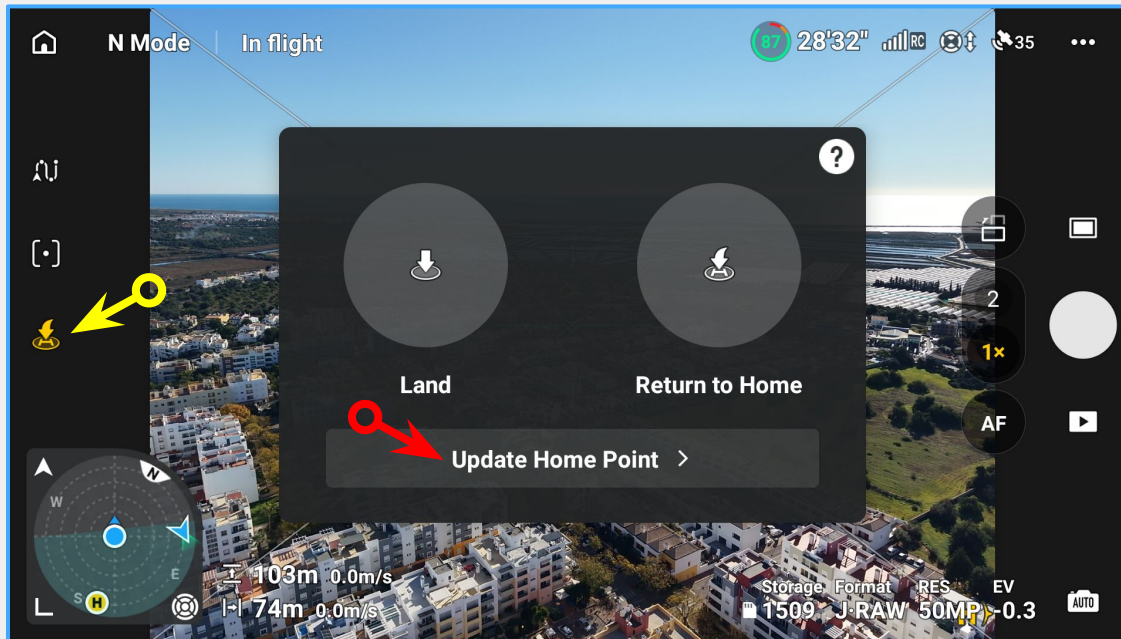 N Mode In flight 87 28'32" RC 35
?
2
1×
Land Return to Home
AF
Update Home Point
N
W
E
S H
103m 0.0m/s
74m 0.0m/s
Storage Format RES EV
1509 J·RAW 50MP -0.3
AUTO